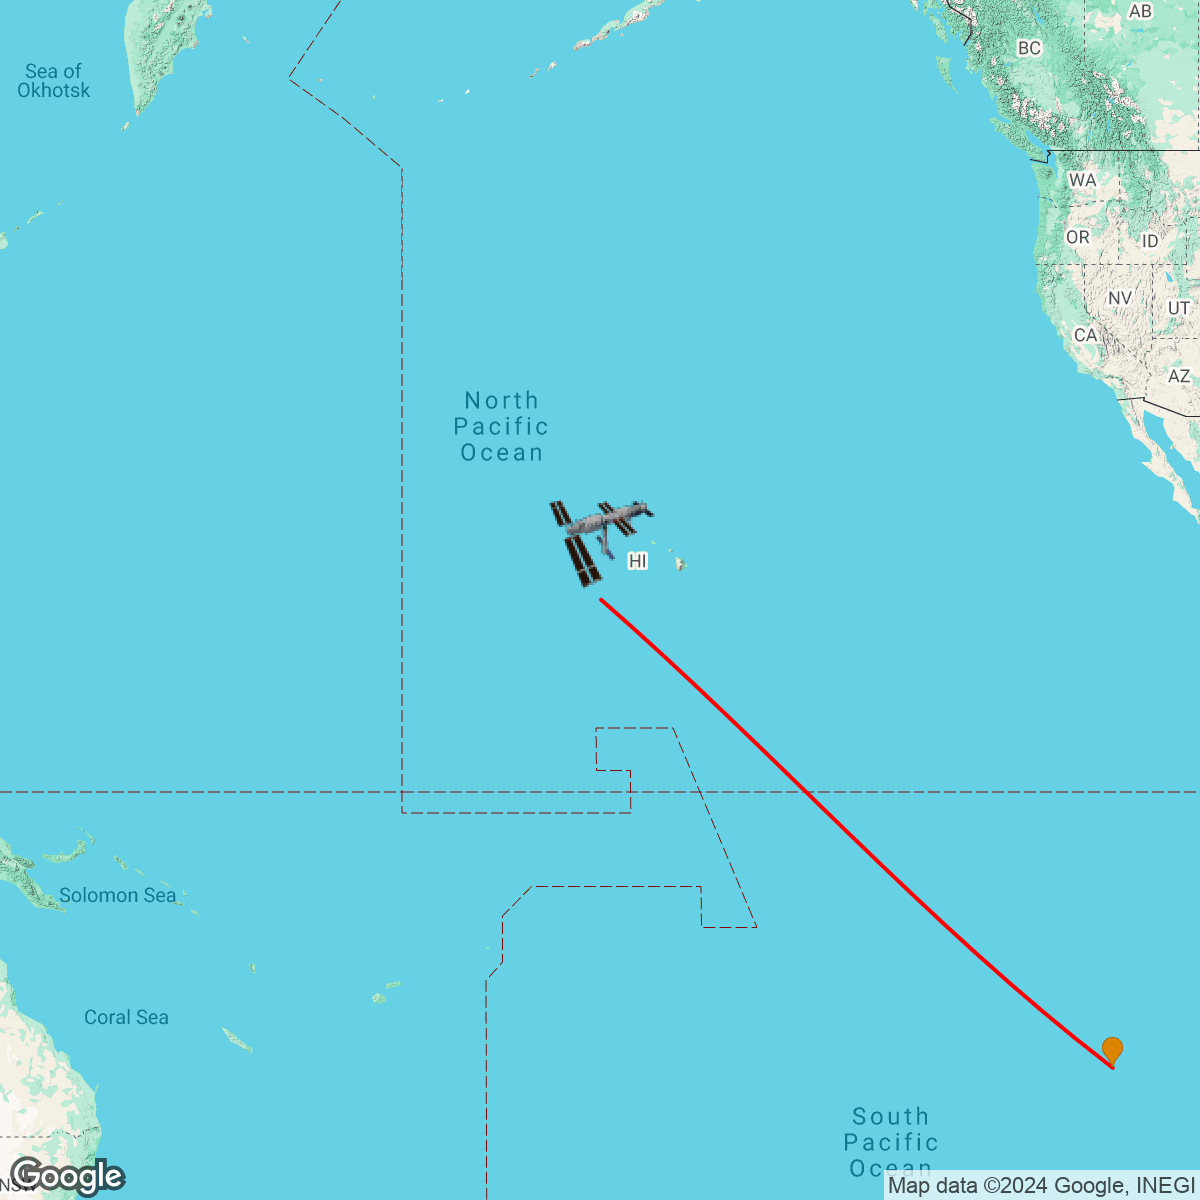 AB
BC
Sea of
Okhotsk
WA
OR
ID
NV
UT
CA
AZ
North
Pacific
Ocean
HI
Solomon Sea
Coral Sea
South
Pacific
Ocean
NSW
Google
Map data ©2024 Google, INEGI